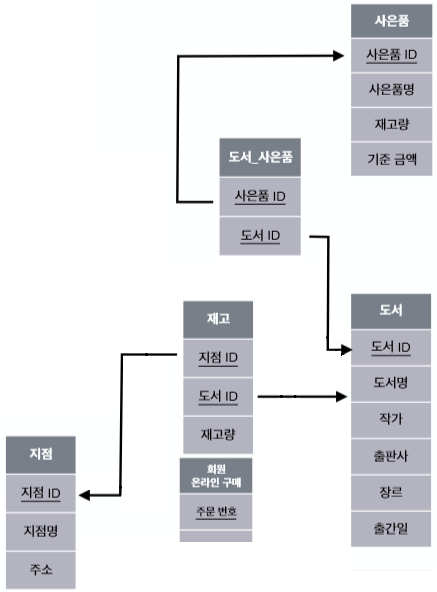 사은품
사은품 ID
사은품명
재고량
기준 금액
도서_사은품
사은품 ID
도서 ID
재고
지점 ID
도서 ID
재고량
도서
도서 ID
도서명
작가
출판사
장르
출간일
회원
온라인 구매
주문 번호
지점
지점 ID
지점명
주소